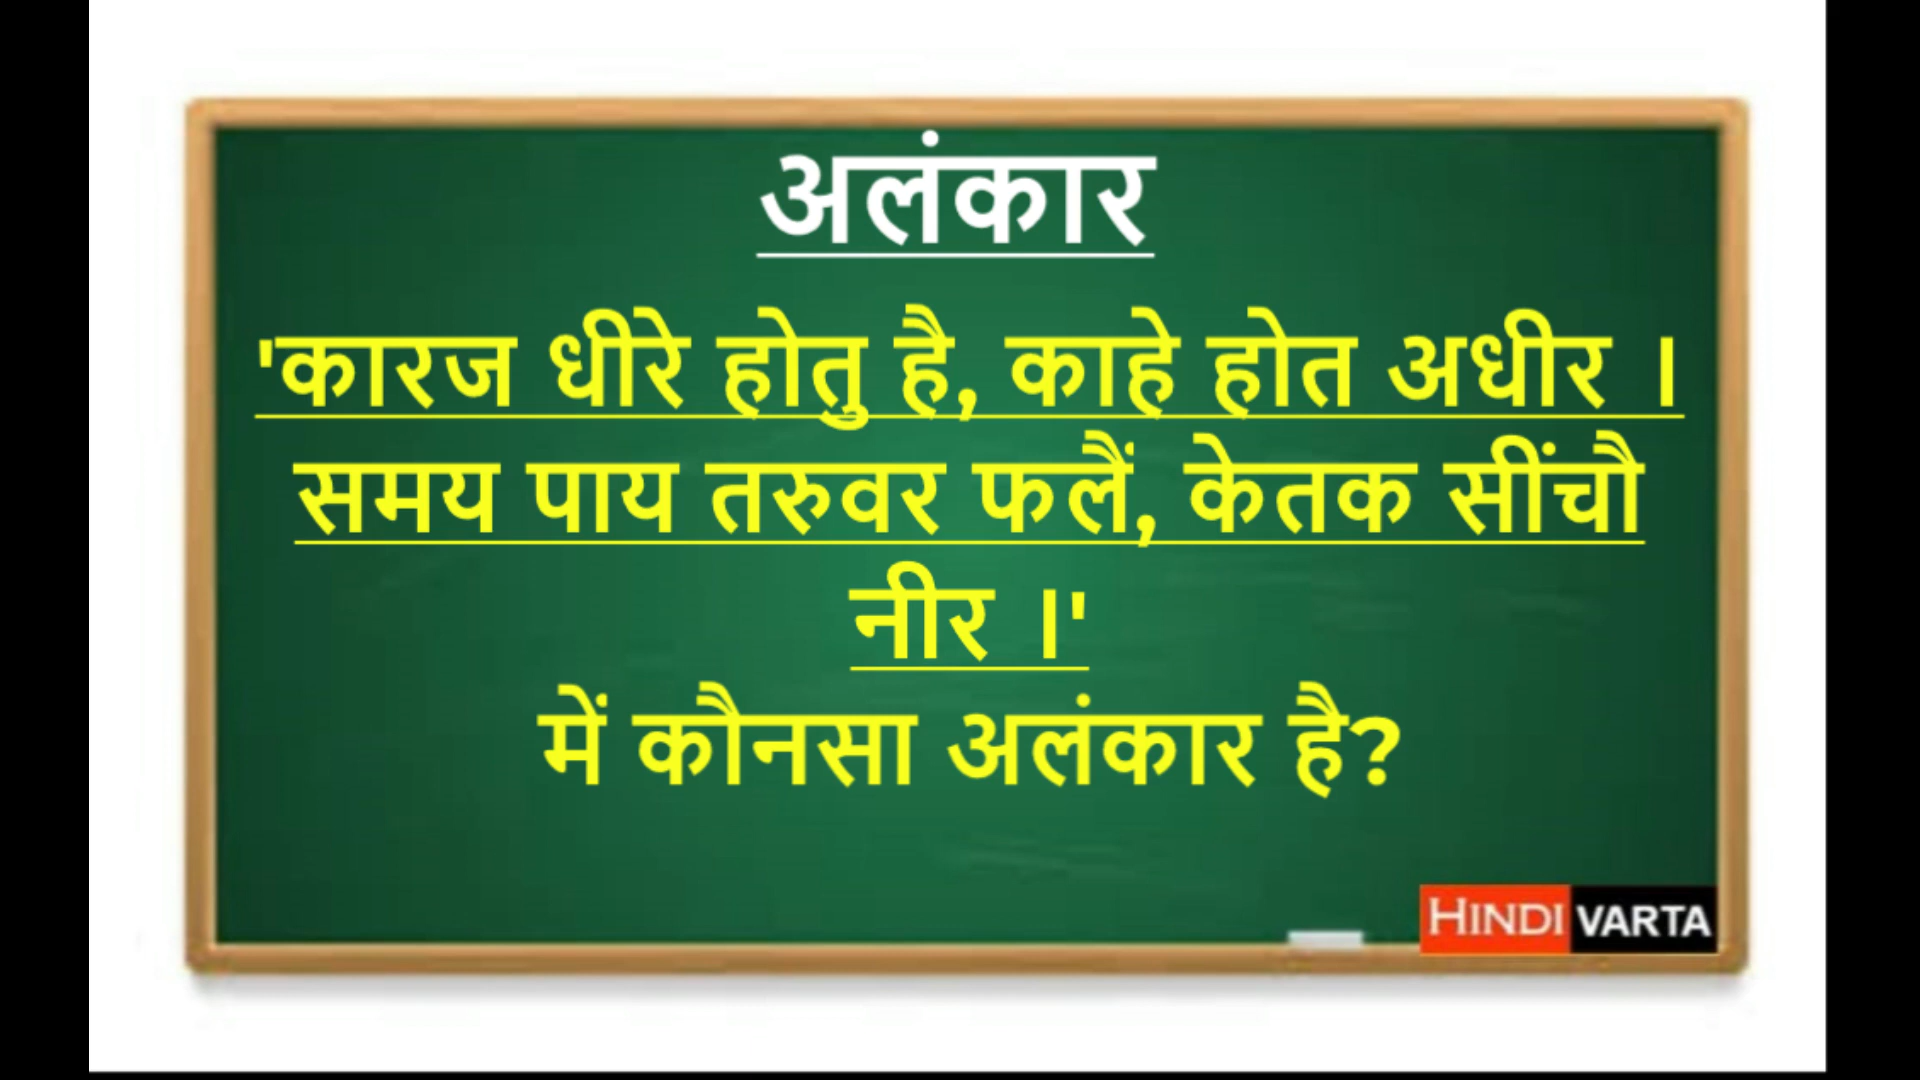 अलंकार
'कारज धीरे होतु है, काहे होत अधीर ।
समय पाय तरुवर फलैं, केतक सींचौ
नीर ।'
में कौनसा अलंकार है?
HINDI VARTA